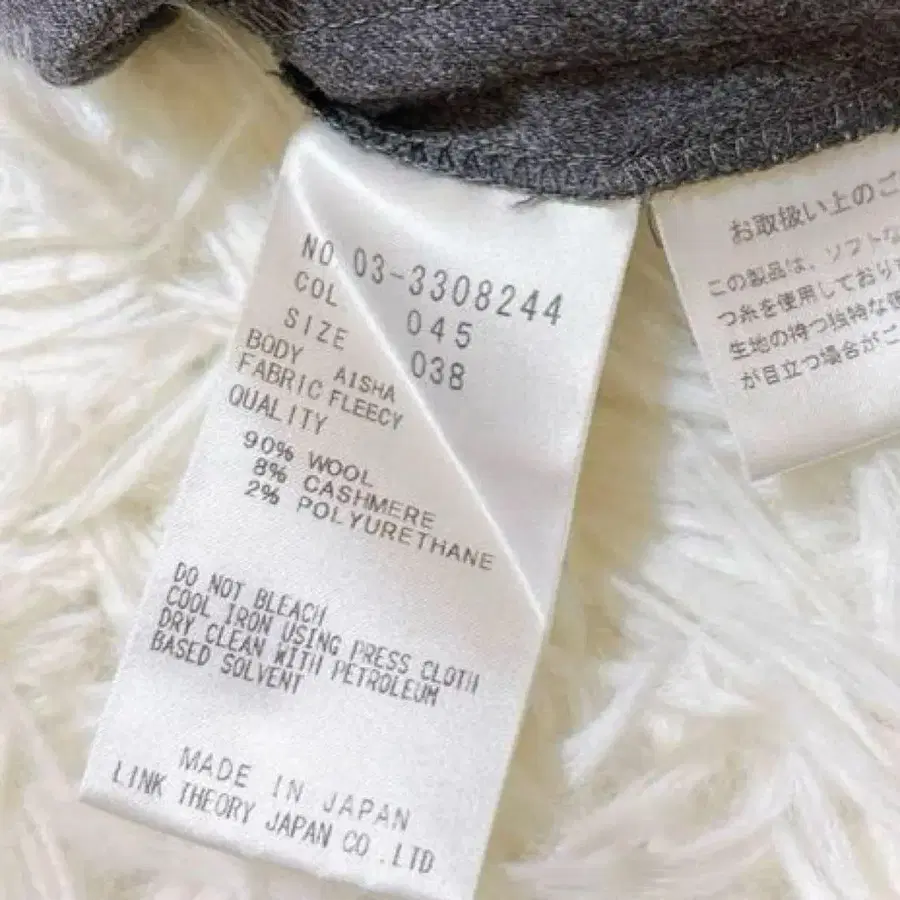 NO 03-3308244
COL 045
SIZE 038
BODY AISHA
FABRIC FLEECY
QUALITY
90% WOOL
8% CASHMERE
2% POLYURETHANE
DO NOT BLEACH
COOL IRON USING PRESS CLOTH
DRY CLEAN WITH PETROLEUM
BASED SOLVENT
MADE IN JAPAN
LINK THEORY JAPAN CO.LTD
お取扱い上のご
この製品は、ソフトな
つ糸を使用しており
生地の持つ独特な
が目立つ場合がご